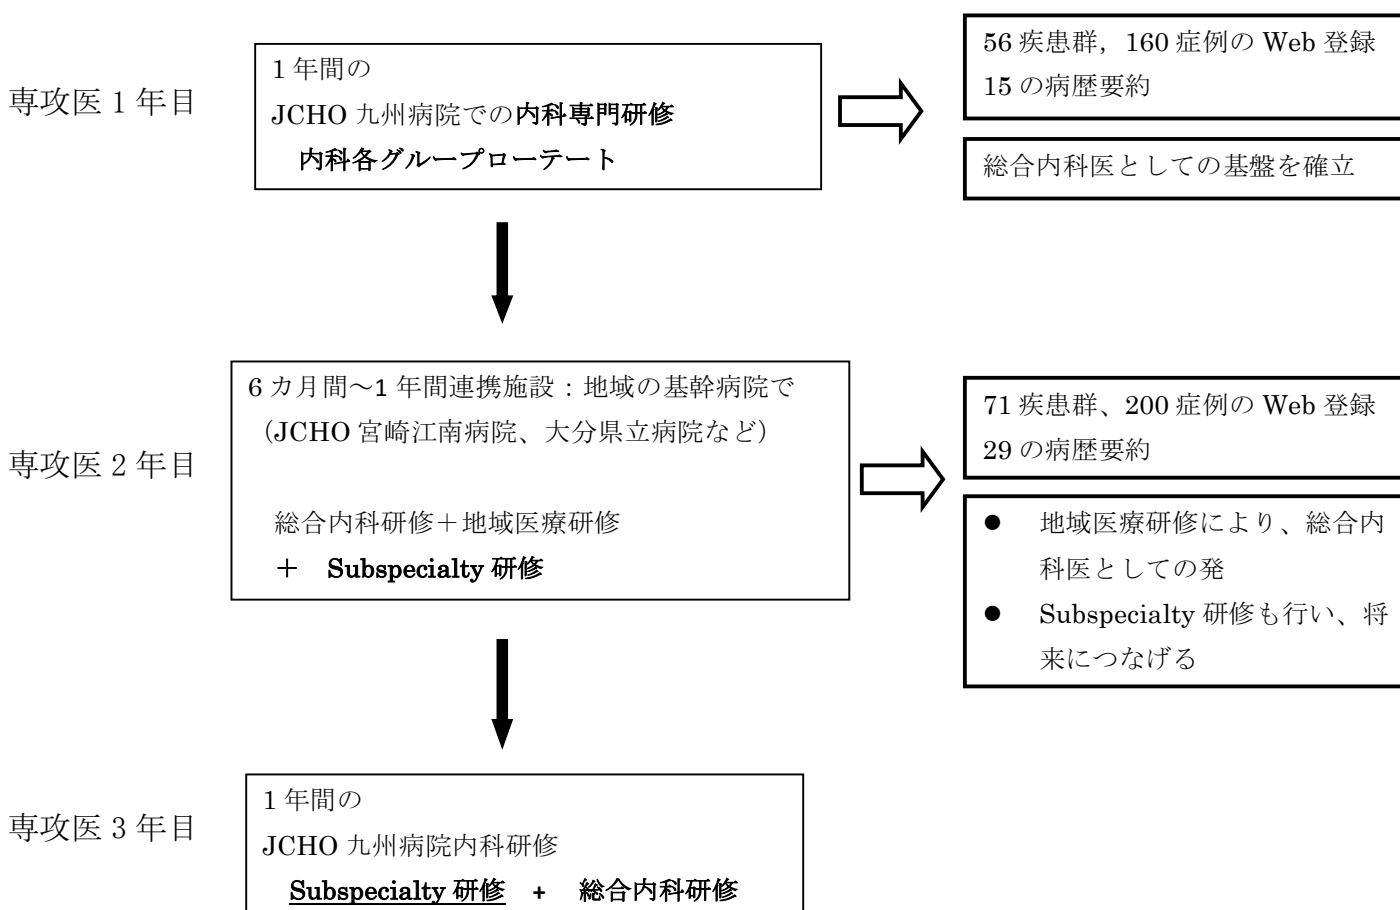 専攻医 1 年目
1 年間の
JCHO 九州病院での内科専門研修
内科各グループローテート
56 疾患群，160 症例の Web 登録
15 の病歴要約
総合内科医としての基盤を確立
専攻医 2 年目
6 カ月間～1 年間連携施設：地域の基幹病院で
（JCHO 宮崎江南病院、大分県立病院など）
総合内科研修＋地域医療研修
＋ Subspecialty 研修
71 疾患群、200 症例の Web 登録
29 の病歴要約
● 地域医療研修により、総合内
科医としての発
● Subspecialty 研修も行い、将
来につなげる
専攻医 3 年目
1 年間の
JCHO 九州病院内科研修
Subspecialty 研修 + 総合内科研修